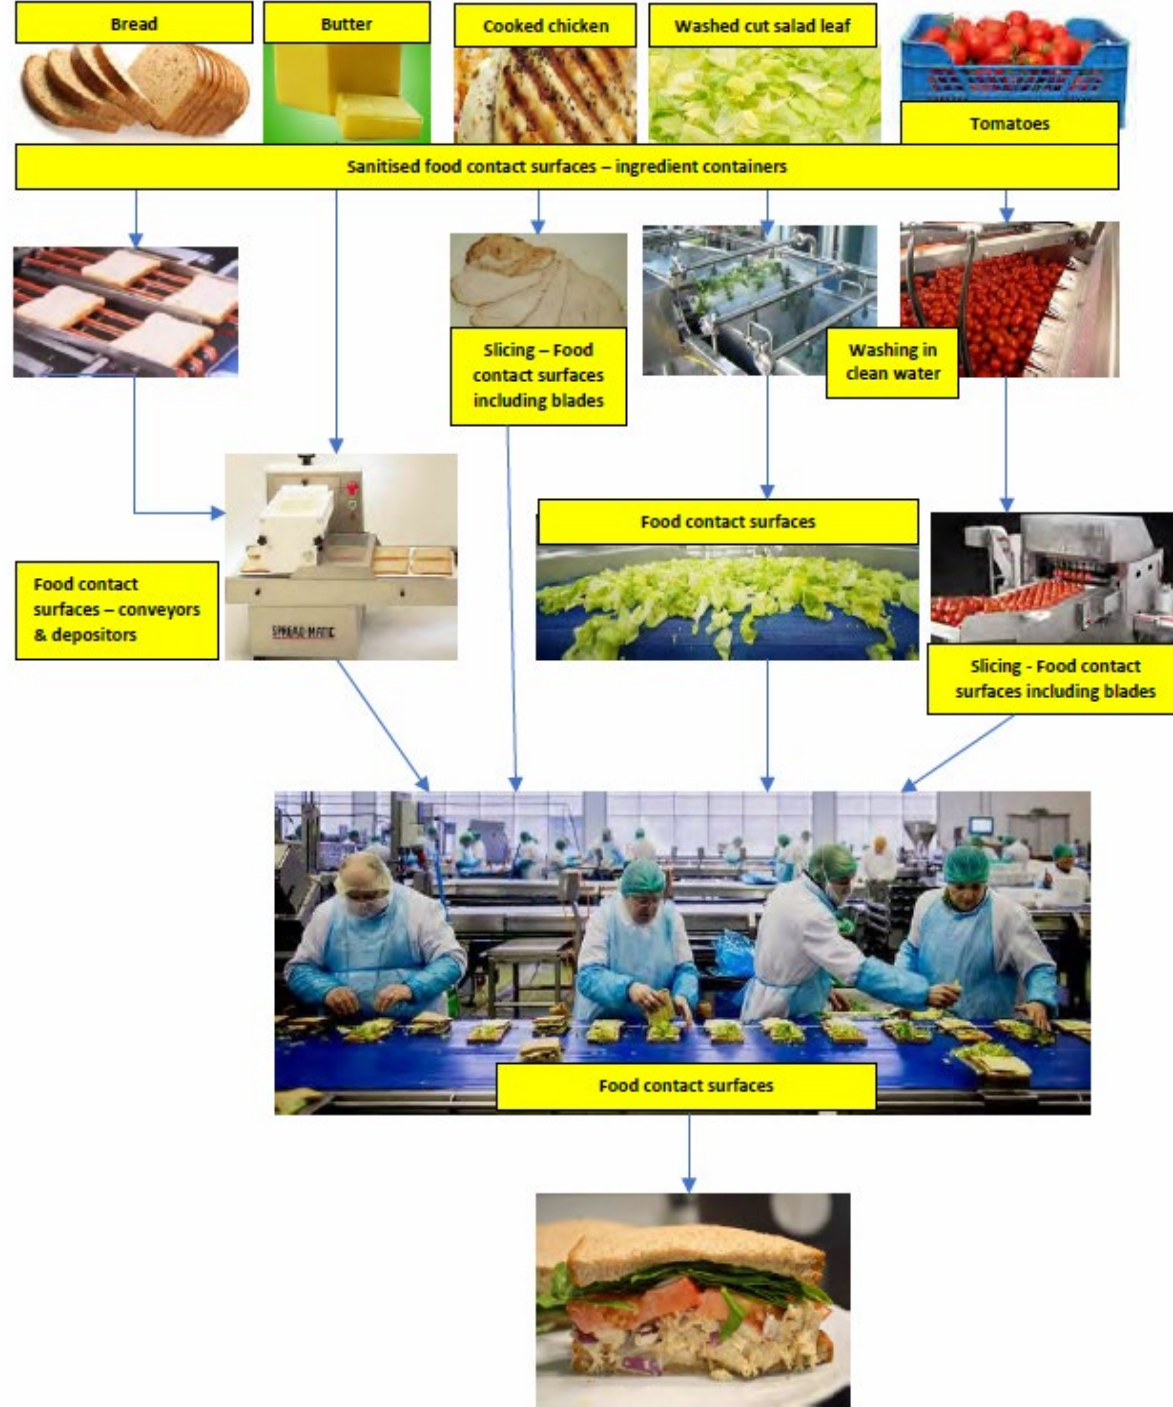 Bread
Butter
Cooked chicken
Washed cut salad leaf
Tomatoes
Sanitised food contact surfaces – ingredient containers
Slicing – Food
contact surfaces
including blades
Washing in
clean water
Food contact surfaces
Food contact
surfaces – conveyors
& depositors
SPREAD MATIC
Slicing - Food contact
surfaces including blades
Food contact surfaces